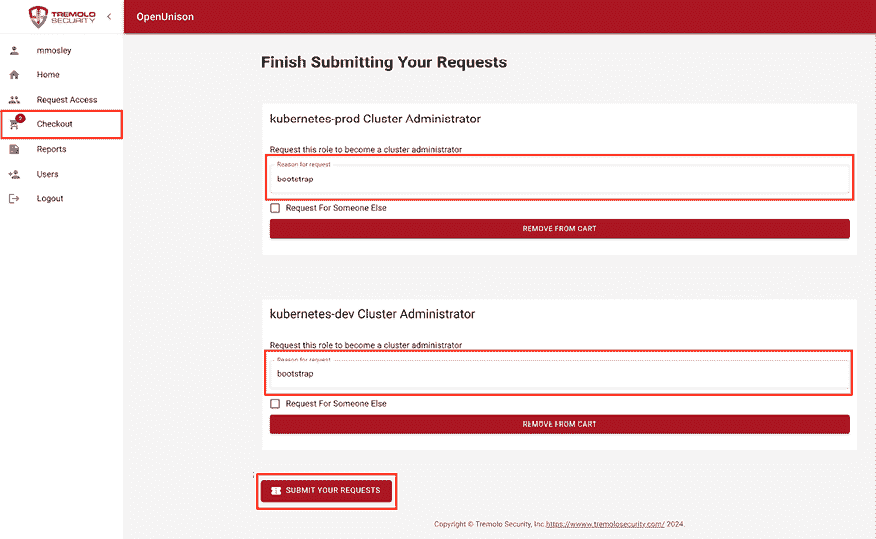 TREMOLO
SECURITY
OpenUnison
mmosley
Home
Request Access
2
Checkout
Reports
Users
Logout
Finish Submitting Your Requests
kubernetes-prod Cluster Administrator
Request this role to become a cluster administrator
Reason for request
bootstrap
Request For Someone Else
REMOVE FROM CART
kubernetes-dev Cluster Administrator
Request this role to become a cluster administrator
Reason for request
bootstrap
Request For Someone Else
REMOVE FROM CART
SUBMIT YOUR REQUESTS
Copyright © Tremolo Security, Inc.https://wwww.tremolosecurity.com/ 2024.